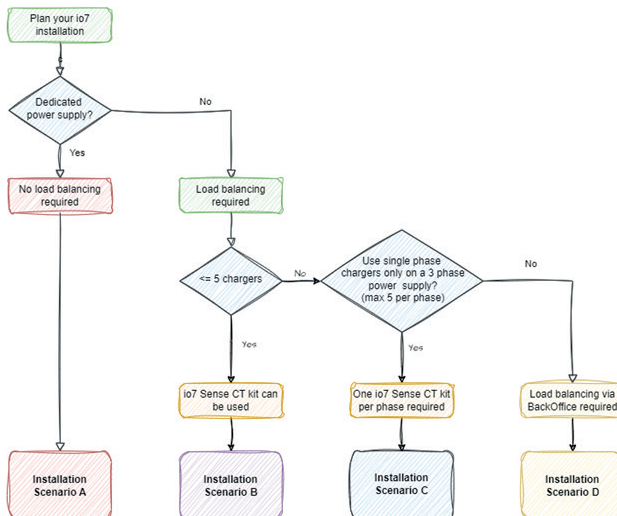 Plan your io7
installation
Dedicated
power supply?
No
Yes
No load balancing
required
Load balancing
required
<= 5 chargers
No
Use single phase
chargers only on a 3 phase
power supply?
(max 5 per phase)
No
Yes
Yes
io7 Sense CT kit can
be used
One io7 Sense CT kit
per phase required
Load balancing via
BackOffice required
Installation
Scenario A
Installation
Scenario B
Installation
Scenario C
Installation
Scenario D